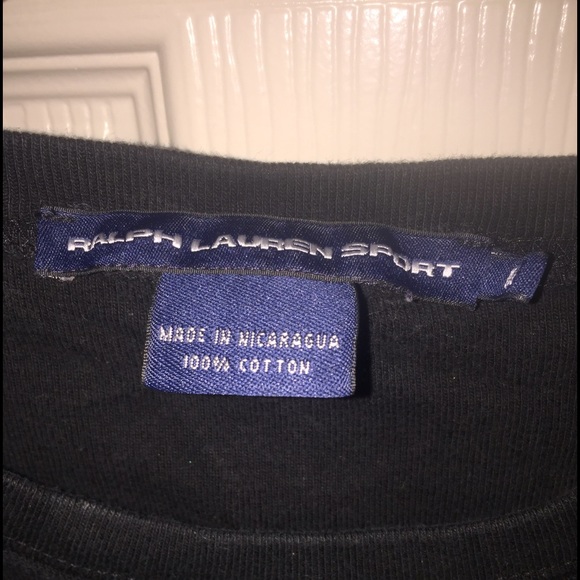 RALPH LAUREN SPORT
MADE IN NICARAGUA
100% COTTON